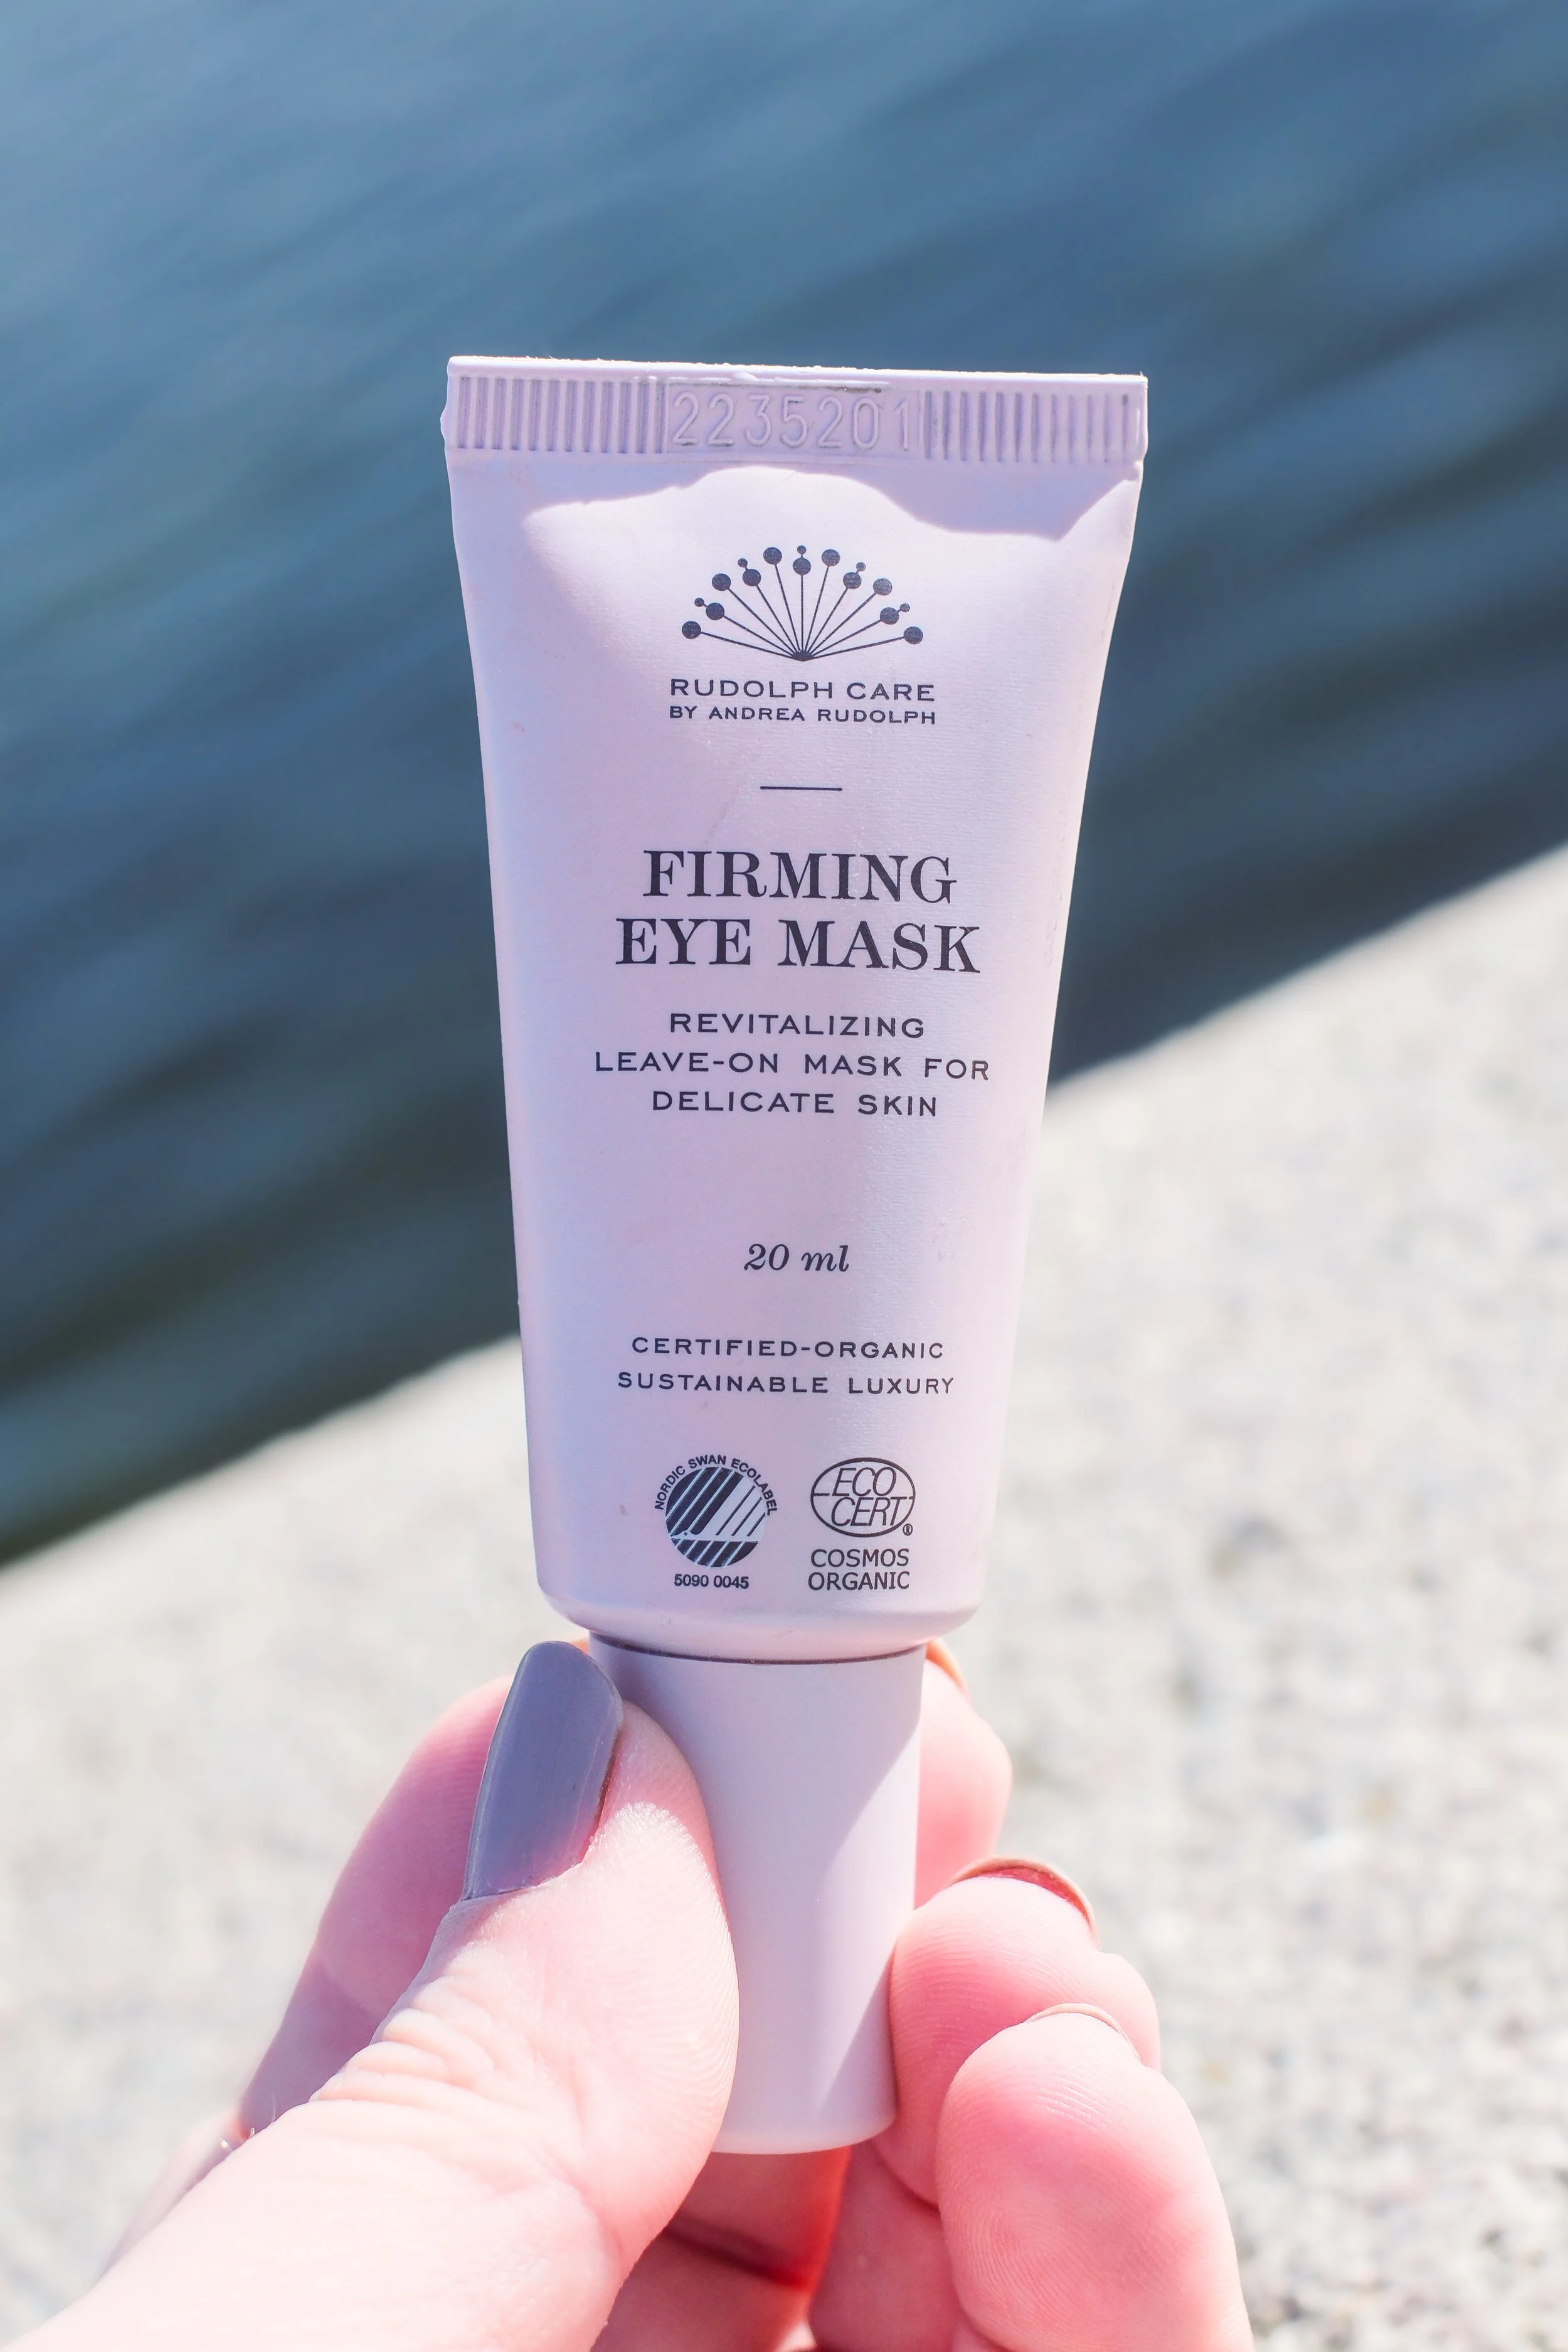 2235201
RUDOLPH CARE
BY ANDREA RUDOLPH
FIRMING
EYE MASK
REVITALIZING
LEAVE-ON MASK FOR
DELICATE SKIN
20 ml
CERTIFIED-ORGANIC
SUSTAINABLE LUXURY
NORDIC SWAN ECOLABEL
5090 0045
ECO
CERT®
COSMOS
ORGANIC